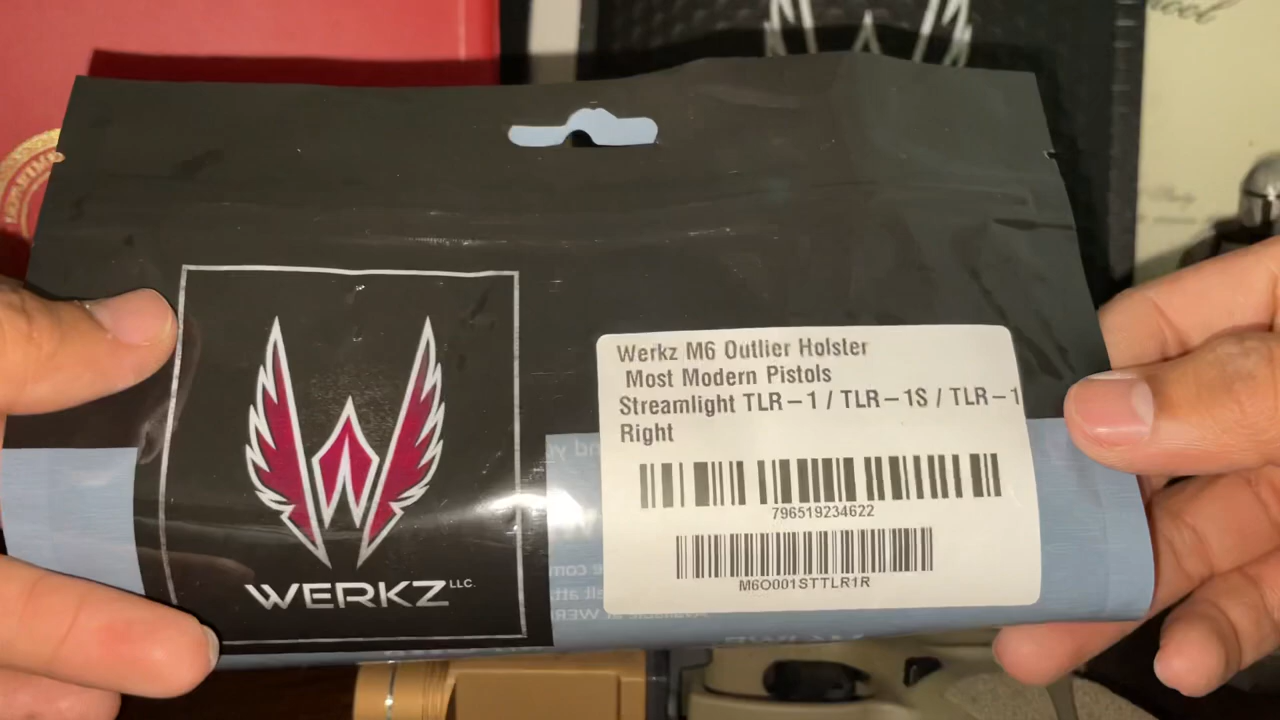 WERKZ LLC.
Werkz M6 Outlier Holster
Most Modern Pistols
Streamlight TLR-1 / TLR-1S / TLR-1
Right
796519234622
M6O001STTLR1R